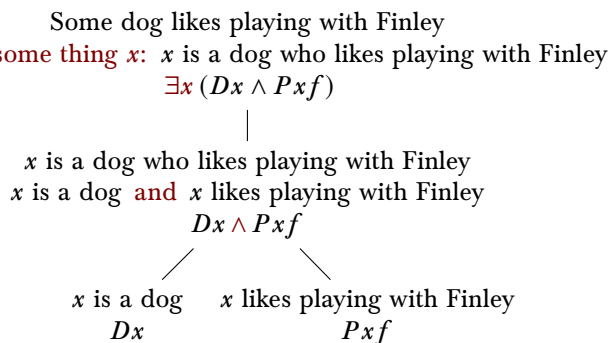 Some dog likes playing with Finley
some thing x: x is a dog who likes playing with Finley
∃x (Dx ∧ Pxf)
x is a dog who likes playing with Finley
x is a dog and x likes playing with Finley
Dx ∧ Pxf
x is a dog x likes playing with Finley
Dx Pxf